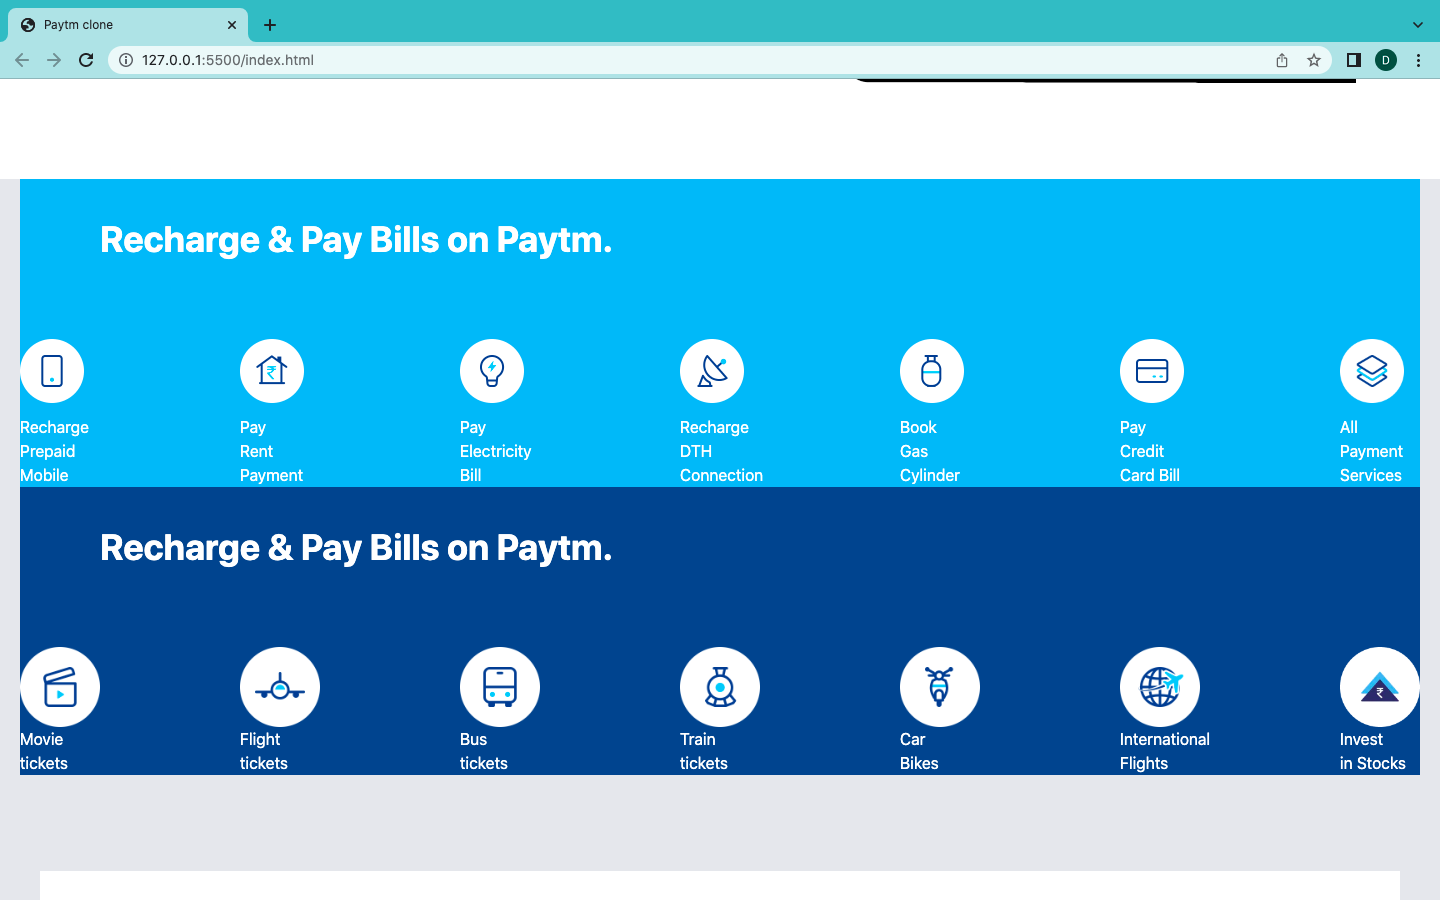 Paytm clone
127.0.0.1:5500/index.html
D
Recharge & Pay Bills on Paytm.
Recharge
Prepaid
Mobile
Pay
Rent
Payment
Pay
Electricity
Bill
Recharge
DTH
Connection
Book
Gas
Cylinder
Pay
Credit
Card Bill
All
Payment
Services
Recharge & Pay Bills on Paytm.
Movie
tickets
Flight
tickets
Bus
tickets
Train
tickets
Car
Bikes
International
Flights
Invest
in Stocks